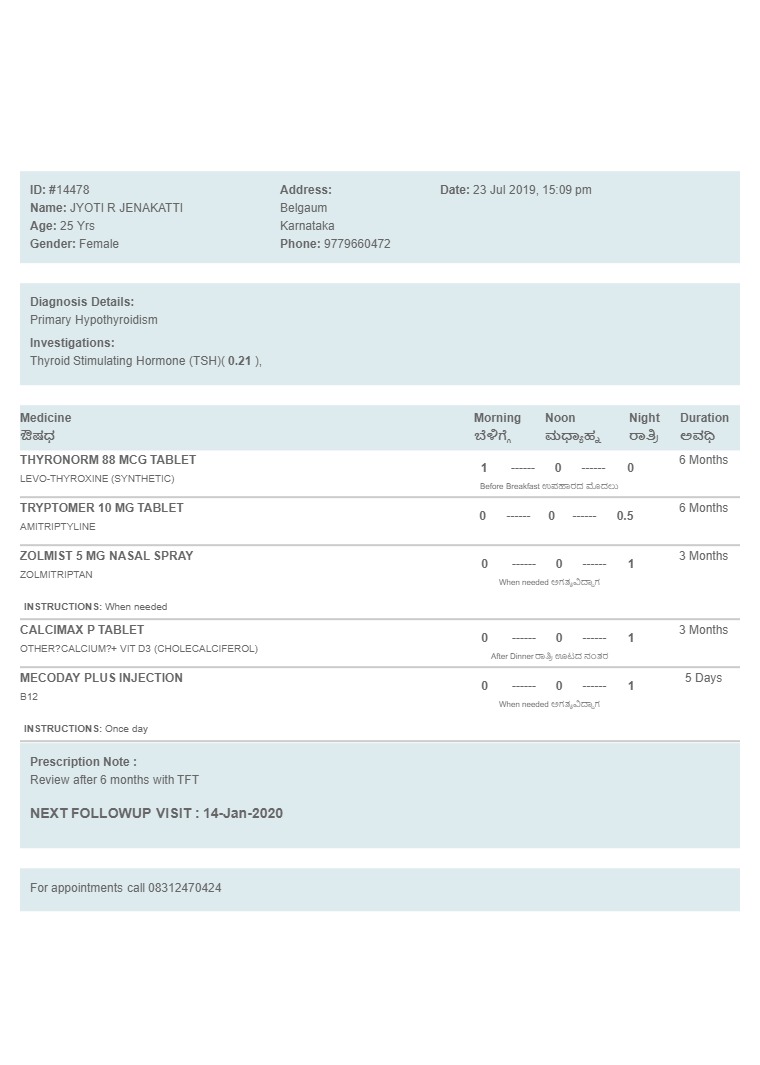 ID: #14478
Name: JYOTI R JENAKATTI
Age: 25 Yrs
Gender: Female
Address:
Belgaum
Karnataka
Phone: 9779660472
Date: 23 Jul 2019, 15:09 pm
Diagnosis Details:
Primary Hypothyroidism
Investigations:
Thyroid Stimulating Hormone (TSH)( 0.21 ),
Medicine Morning Noon Night Duration
ಔಷಧ ಬೆಳಿಗ್ಗೆ ಮಧ್ಯಾಹ್ನ ರಾತ್ರಿ ಅವಧಿ
THYRONORM 88 MCG TABLET 1 ------ 0 ------ 0 6 Months
LEVO-THYROXINE (SYNTHETIC) Before Breakfast ಉಪಹಾರದ ಮೊದಲು
TRYPTOMER 10 MG TABLET 0 ------ 0 ------ 0.5 6 Months
AMITRIPTYLINE
ZOLMIST 5 MG NASAL SPRAY 0 ------ 0 ------ 1 3 Months
ZOLMITRIPTAN When needed ಅಗತ್ಯವಿದ್ದಾಗ
INSTRUCTIONS: When needed
CALCIMAX P TABLET 0 ------ 0 ------ 1 3 Months
OTHER?CALCIUM?+ VIT D3 (CHOLECALCIFEROL) After Dinner ರಾತ್ರಿ ಊಟದ ನಂತರ
MECODAY PLUS INJECTION 0 ------ 0 ------ 1 5 Days
B12 When needed ಅಗತ್ಯವಿದ್ದಾಗ
INSTRUCTIONS: Once day
Prescription Note :
Review after 6 months with TFT
NEXT FOLLOWUP VISIT : 14-Jan-2020
For appointments call 08312470424